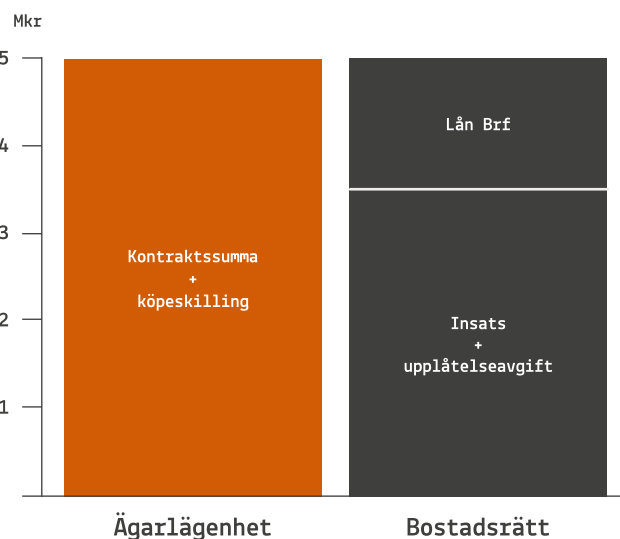 Mkr
5
4
3
2
1
Kontraktssumma
+
köpeskilling
Lån Brf
Insats
+
upplåtelseavgift
Ägarlägenhet
Bostadsrätt